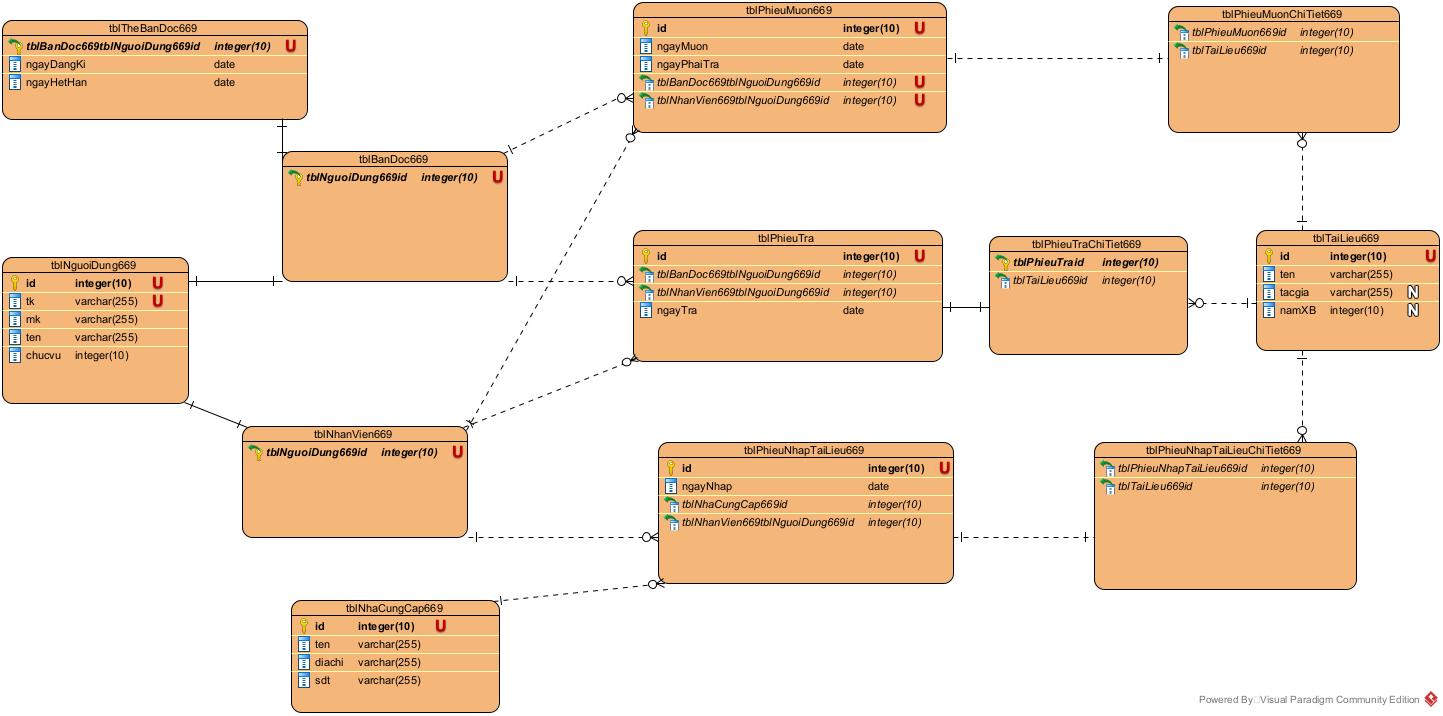 tblTheBanDoc669
tblBanDoc669tblNguoiDung669id integer(10) U
ngayDangKi date
ngayHetHan date
tblPhieuMuon669
id integer(10) U
ngayMuon date
ngayPhaiTra date
tblBanDoc669tblNguoiDung669id integer(10) U
tblNhanVien669tblNguoiDung669id integer(10) U
tblPhieuMuonChiTiet669
tblPhieuMuon669id integer(10)
tblTaiLieu669id integer(10)
tblBanDoc669
tblNguoiDung669id integer(10) U
tblNguoiDung669
id integer(10) U
tk varchar(255) U
mk varchar(255)
ten varchar(255)
chucvu integer(10)
tblPhieuTra
id integer(10) U
tblBanDoc669tblNguoiDung669id integer(10)
tblNhanVien669tblNguoiDung669id integer(10)
ngayTra date
tblPhieuTraChiTiet669
tblPhieuTraid integer(10)
tblTaiLieu669id integer(10)
tblTaiLieu669
id integer(10) U
ten varchar(255)
tacgia varchar(255) N
namXB integer(10) N
tblNhanVien669
tblNguoiDung669id integer(10) U
tblPhieuNhapTaiLieu669
id integer(10) U
ngayNhap date
tblNhaCungCap669id integer(10)
tblNhanVien669tblNguoiDung669id integer(10)
tblPhieuNhapTaiLieuChiTiet669
tblPhieuNhapTaiLieu669id integer(10)
tblTaiLieu669id integer(10)
tblNhaCungCap669
id integer(10) U
ten varchar(255)
diachi varchar(255)
sdt varchar(255)
Powered By Visual Paradigm Community Edition